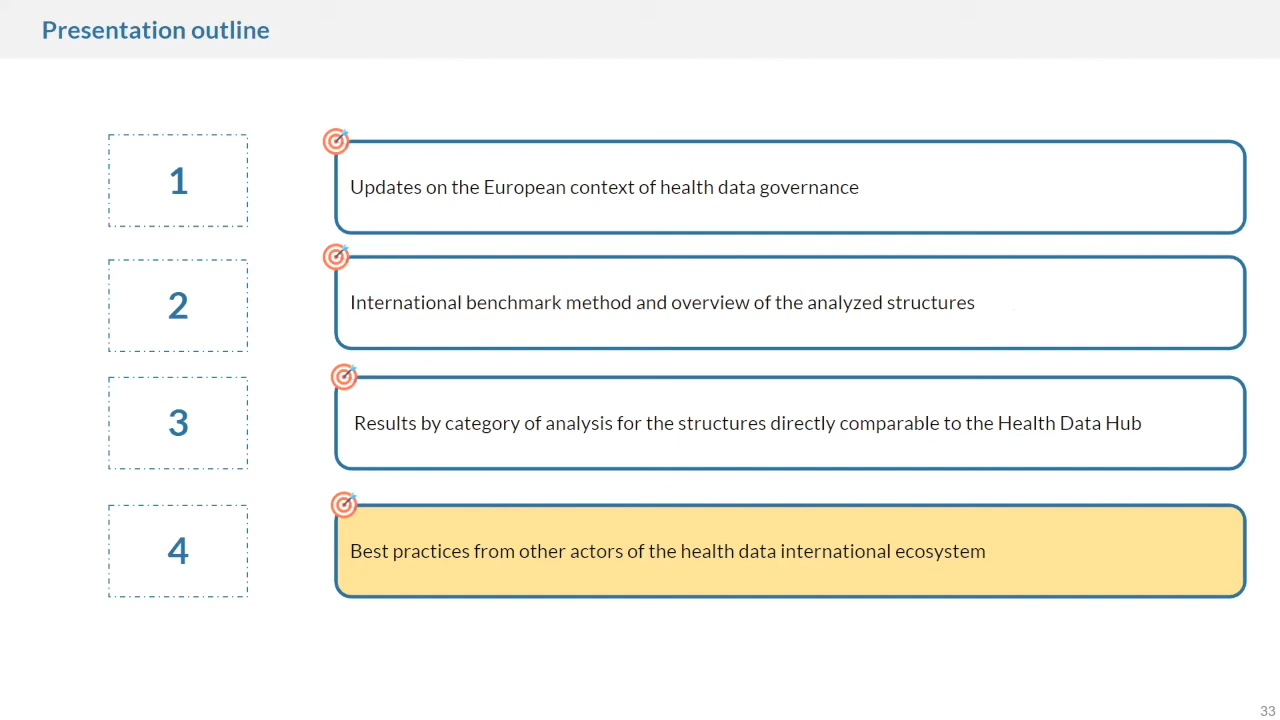 Presentation outline
1
Updates on the European context of health data governance
2
International benchmark method and overview of the analyzed structures
3
Results by category of analysis for the structures directly comparable to the Health Data Hub
4
Best practices from other actors of the health data international ecosystem
33